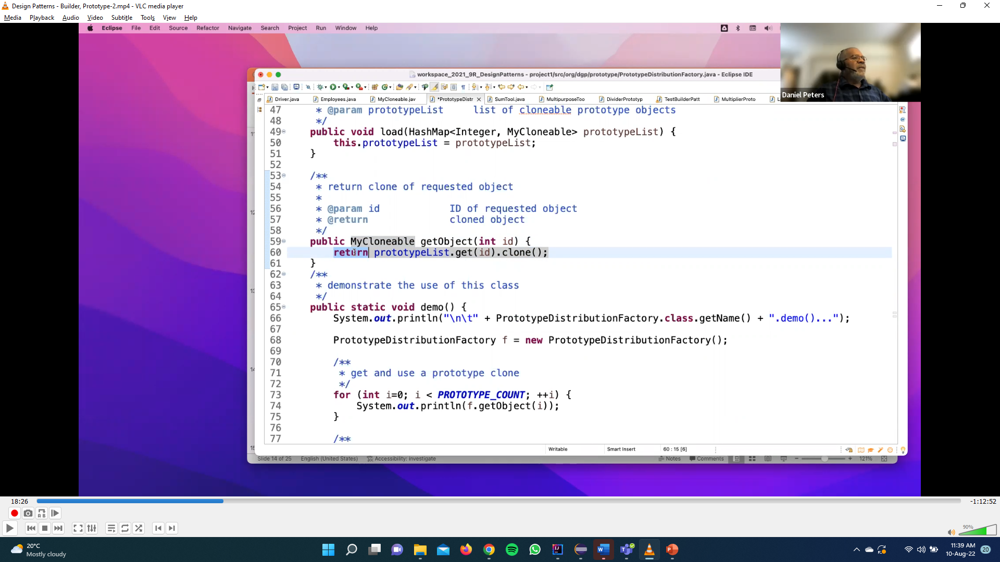 Design Patterns - Builder, Prototype-2.mp4 - VLC media player
Media Playback Audio Video Subtitle Tools View Help
Eclipse File Edit Source Refactor Navigate Search Project Run Window Help
Daniel Peters
workspace_2021_9R_DesignPatterns - project1/src/org/dgp/prototype/PrototypeDistributionFactory.java - Eclipse IDE
Driver.java Employees.java MyCloneable.jav *PrototypeDistr SumTool.java MultipurposeToo DividerPrototyp TestBuilderPatt MultiplierProto
47 * @param prototypeList list of cloneable prototype objects
48 */
49 public void load(HashMap<Integer, MyCloneable> prototypeList) {
50 this.prototypeList = prototypeList;
51 }
52
53 /**
54 * return clone of requested object
55 *
56 * @param id ID of requested object
57 * @return cloned object
58 */
59 public MyCloneable getObject(int id) {
60 return prototypeList.get(id).clone();
61 }
62 /**
63 * demonstrate the use of this class
64 */
65 public static void demo() {
66 System.out.println("\n\t" + PrototypeDistributionFactory.class.getName() + ".demo()...");
67
68 PrototypeDistributionFactory f = new PrototypeDistributionFactory();
69
70 /**
71 * get and use a prototype clone
72 */
73 for (int i=0; i < PROTOTYPE_COUNT; ++i) {
74 System.out.println(f.getObject(i));
75 }
76
77 /**
Writable Smart Insert 60 : 15 [6]
Slide 14 of 25 English (United States) Accessibility: Investigate Notes Comments 121%
18:26 -1:12:52
90%
20°C
Mostly cloudy
11:39 AM
10-Aug-22
20